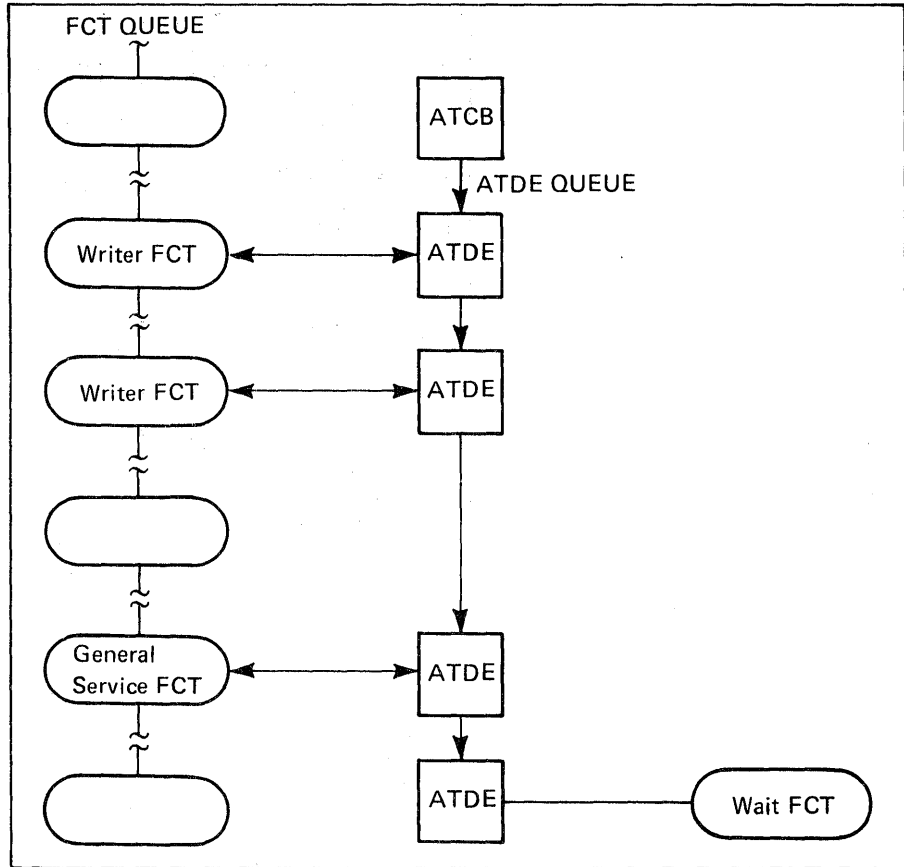 FCT QUEUE
ATCB
ATDE QUEUE
Writer FCT
ATDE
Writer FCT
ATDE
General
Service FCT
ATDE
ATDE
Wait FCT